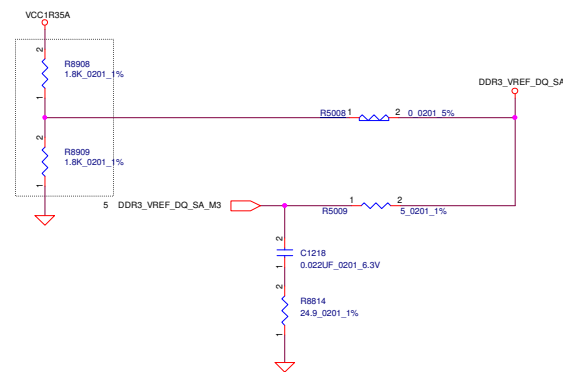 VCC1R35A
2
R8908
1.8K_0201_1%
1
DDR3_VREF_DQ_SA
R5008 1 2 0_0201_5%
2
R8909
1.8K_0201_1%
1
5 DDR3_VREF_DQ_SA_M3
1 2
R5009 5_0201_1%
2
C1218
1 0.022UF_0201_6.3V
2
R8814
24.9_0201_1%
1